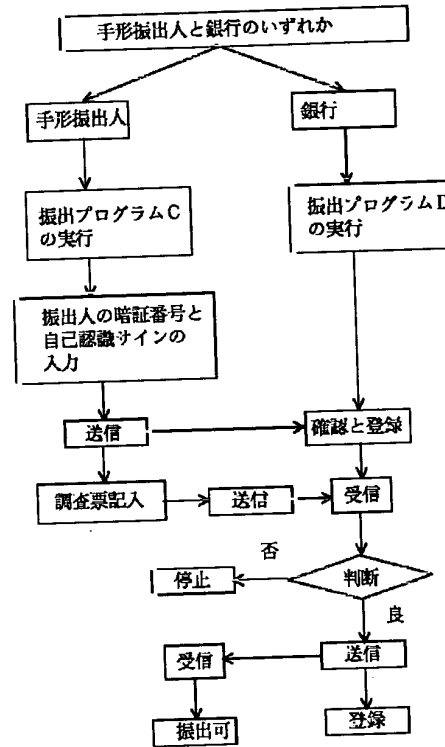 手形振出人と銀行のいずれか
手形振出人
銀行
振出プログラムC
の実行
振出プログラムD
の実行
振出人の暗証番号と
自己認識サインの
入力
送信
確認と登録
調査票記入
送信
受信
否
停止
判断
良
受信
送信
振出可
登録